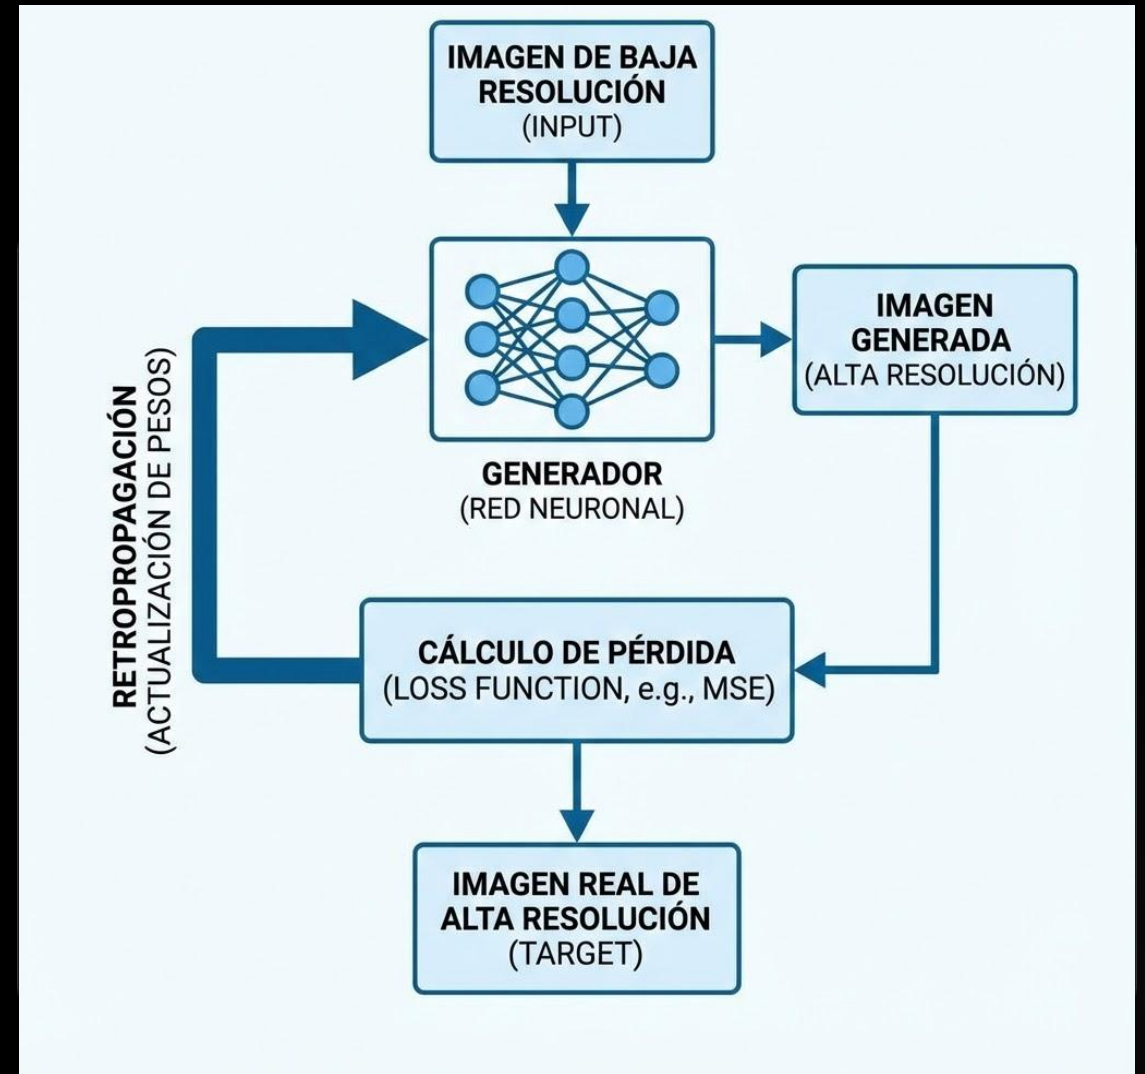 IMAGEN DE BAJA
RESOLUCIÓN
(INPUT)
IMAGEN
GENERADA
(ALTA RESOLUCIÓN)
GENERADOR
(RED NEURONAL)
RETROPROPAGACIÓN
(ACTUALIZACIÓN DE PESOS)
CÁLCULO DE PÉRDIDA
(LOSS FUNCTION, e.g., MSE)
IMAGEN REAL DE
ALTA RESOLUCIÓN
(TARGET)